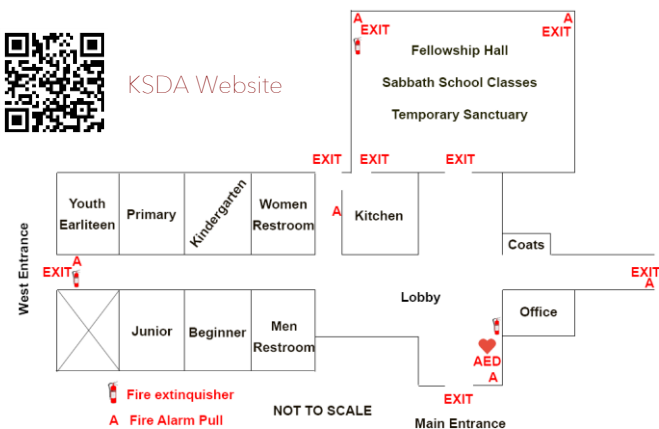 A
EXIT
A
EXIT
Fellowship Hall
Sabbath School Classes
Temporary Sanctuary
KSDA Website
EXIT
EXIT
EXIT
Youth
Earliteen
Primary
Kindergarten
Women
Restroom
A
Kitchen
Coats
West Entrance
A
EXIT
Lobby
EXIT
A
Office
Junior
Beginner
Men
Restroom
AED
A
EXIT
Fire extinguisher
A Fire Alarm Pull
NOT TO SCALE
Main Entrance